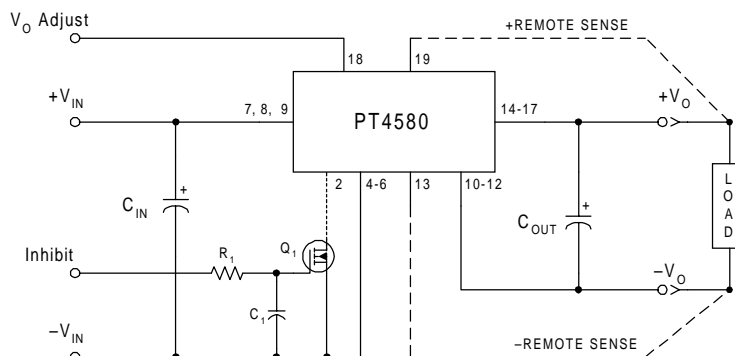 VO Adjust
+REMOTE SENSE
18
19
+VIN
7, 8, 9
PT4580
14-17
+VO
2
4-6
13
10-12
CIN
+
COUT
+
LOAD
Inhibit
R1
Q1
C1
–VO
–VIN
–REMOTE SENSE